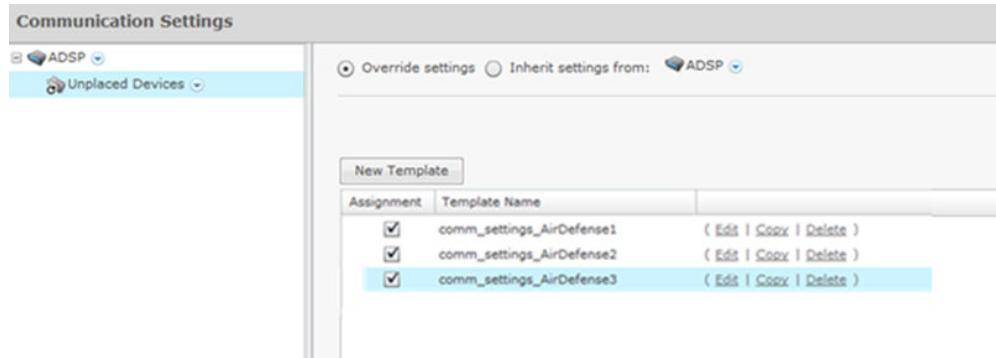 Communication Settings
ADSP
Unplaced Devices
Override settings Inherit settings from: ADSP
New Template
Assignment Template Name
comm_settings_AirDefense1 ( Edit | Copy | Delete )
comm_settings_AirDefense2 ( Edit | Copy | Delete )
comm_settings_AirDefense3 ( Edit | Copy | Delete )